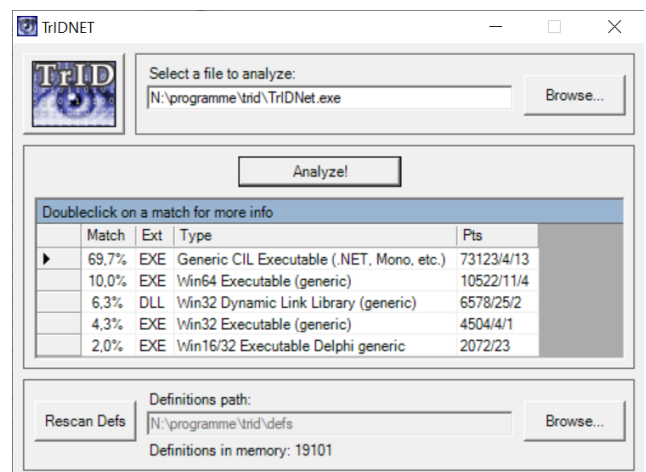 TrIDNET
TrID
Select a file to analyze:
N:\programme\trid\TrIDNet.exe
Browse...
Analyze!
Doubleclick on a match for more info
Match Ext Type Pts
69,7% EXE Generic CIL Executable (.NET, Mono, etc.) 73123/4/13
10,0% EXE Win64 Executable (generic) 10522/11/4
6,3% DLL Win32 Dynamic Link Library (generic) 6578/25/2
4,3% EXE Win32 Executable (generic) 4504/4/1
2,0% EXE Win16/32 Executable Delphi generic 2072/23
Definitions path:
Rescan Defs
N:\programme\trid\defs
Browse...
Definitions in memory: 19101